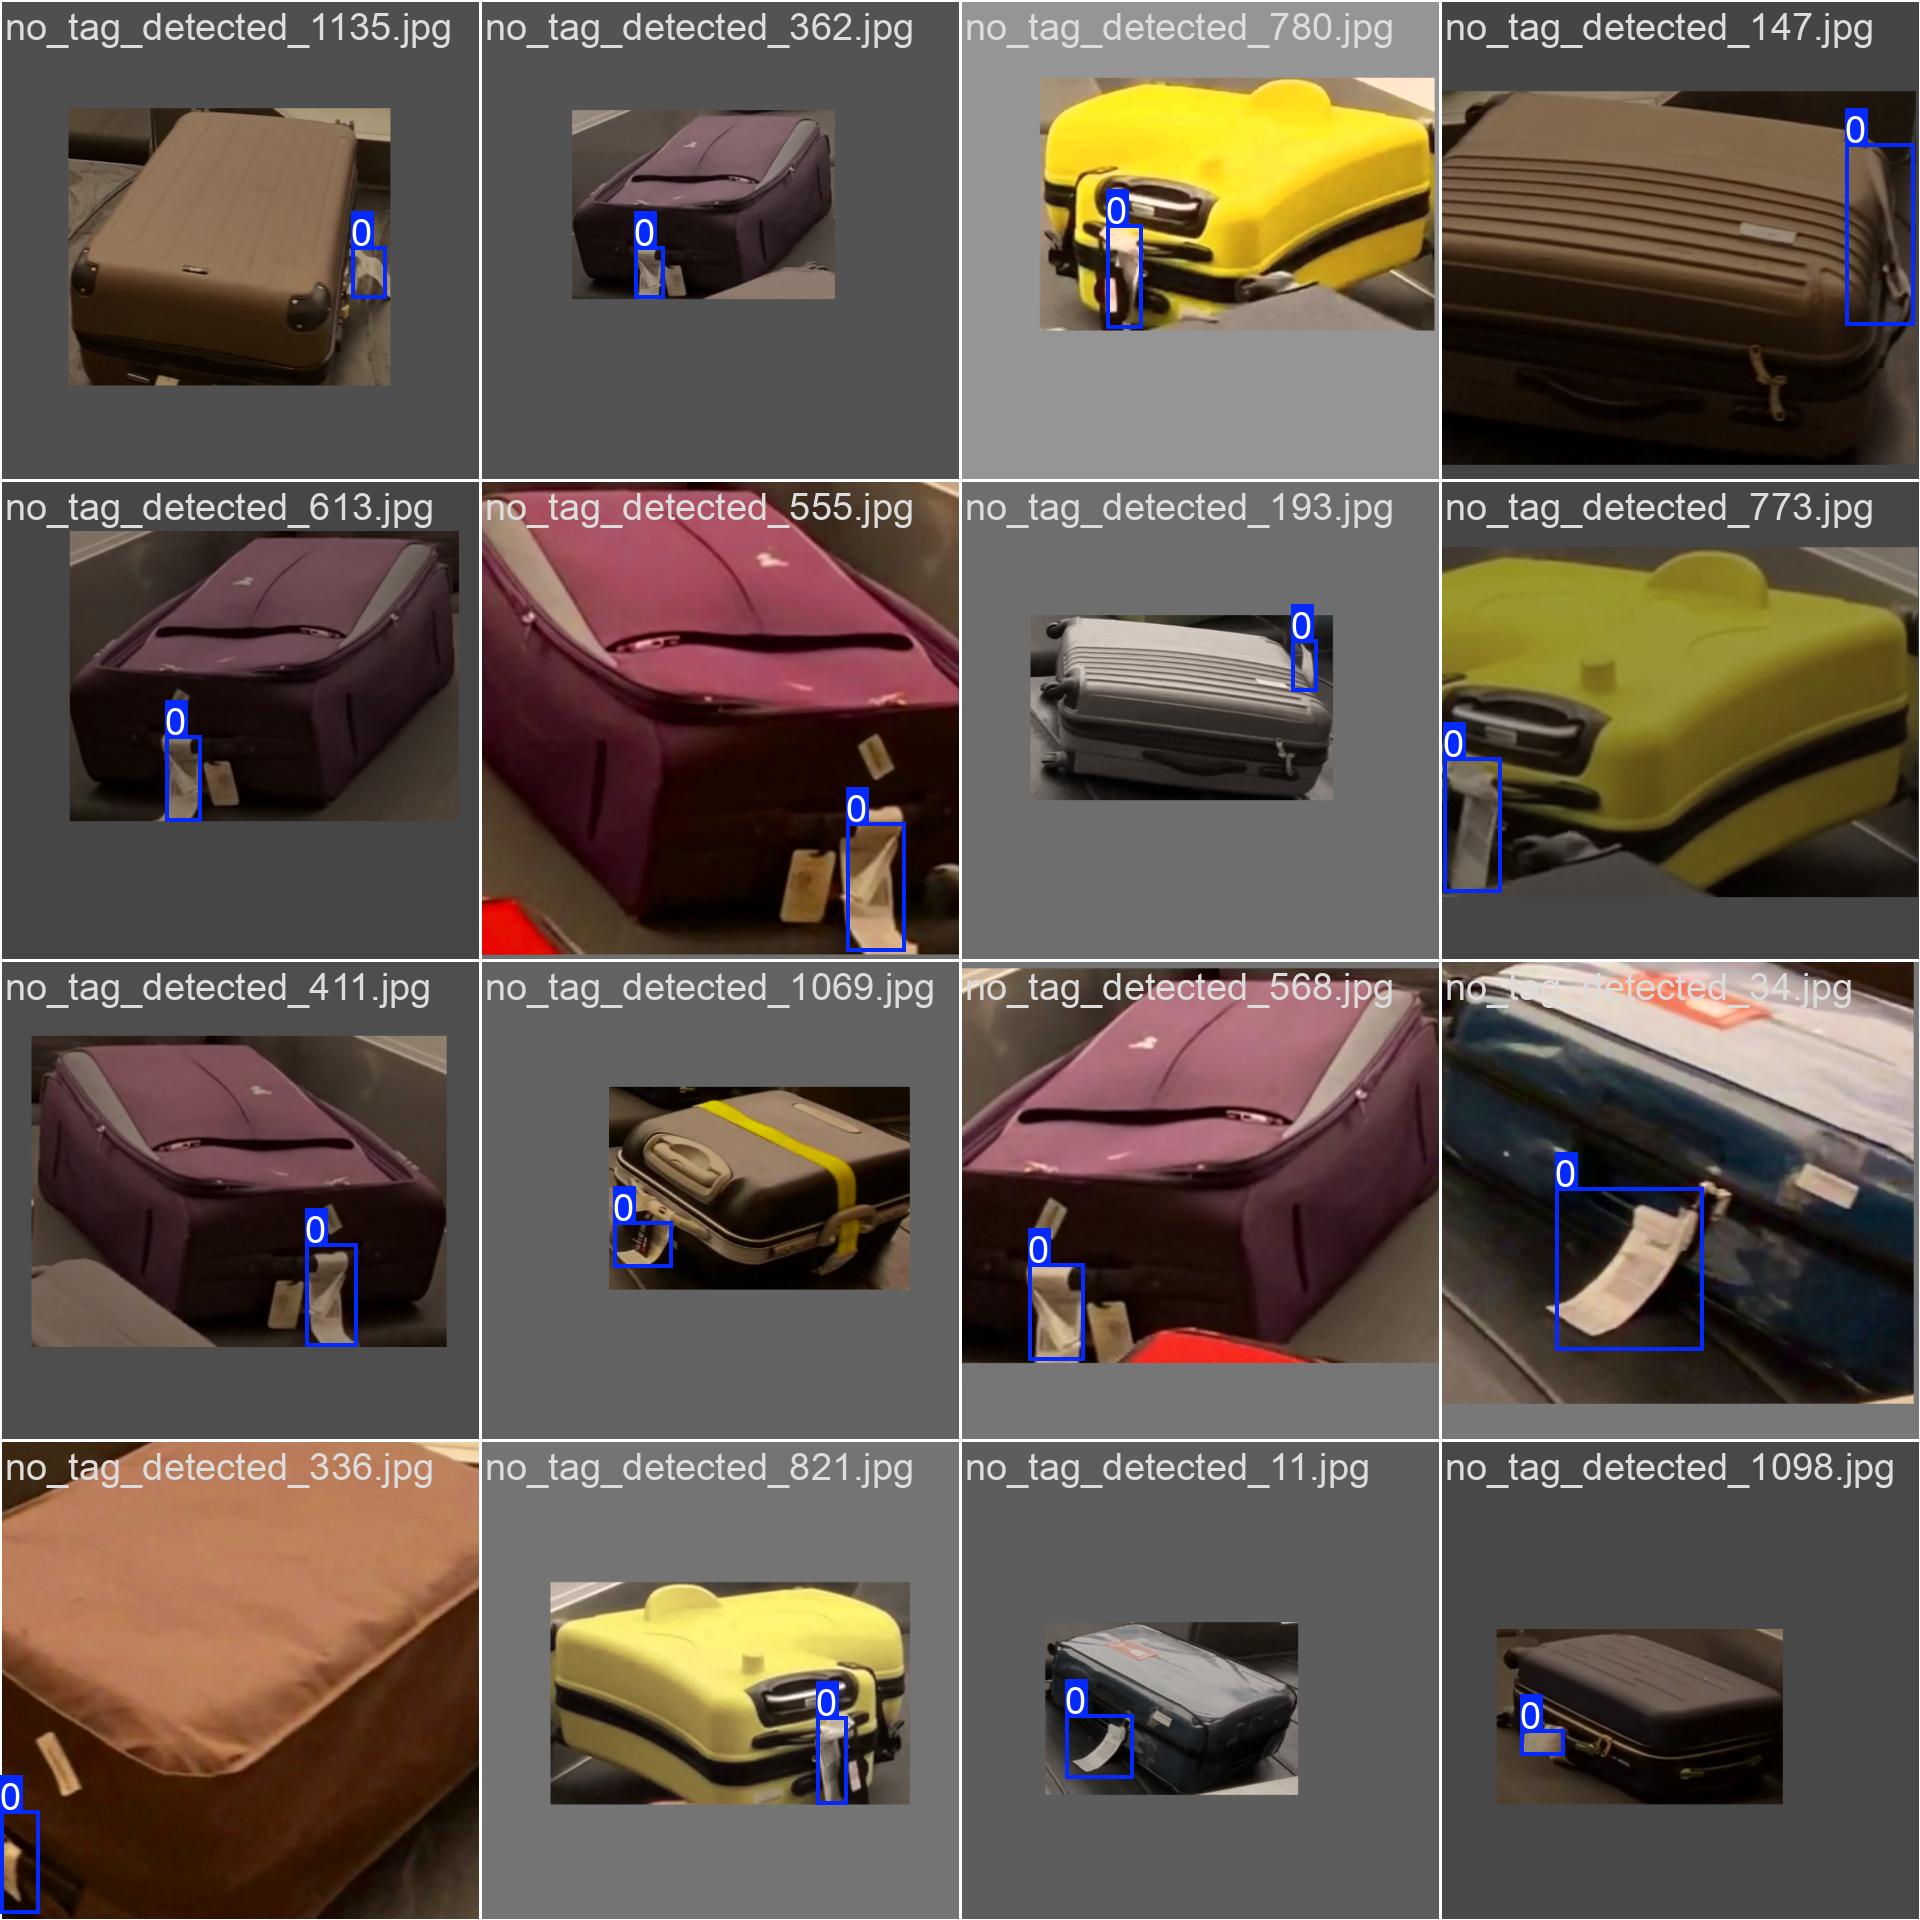 no_tag_detected_1135.jpg
no_tag_detected_362.jpg
no_tag_detected_780.jpg
no_tag_detected_147.jpg
0
0
0
0
no_tag_detected_613.jpg
no_tag_detected_555.jpg
no_tag_detected_193.jpg
no_tag_detected_773.jpg
0
0
0
0
no_tag_detected_411.jpg
no_tag_detected_1069.jpg
no_tag_detected_568.jpg
no_tag_detected_34.jpg
0
0
0
0
no_tag_detected_336.jpg
no_tag_detected_821.jpg
no_tag_detected_11.jpg
no_tag_detected_1098.jpg
0
0
0
0